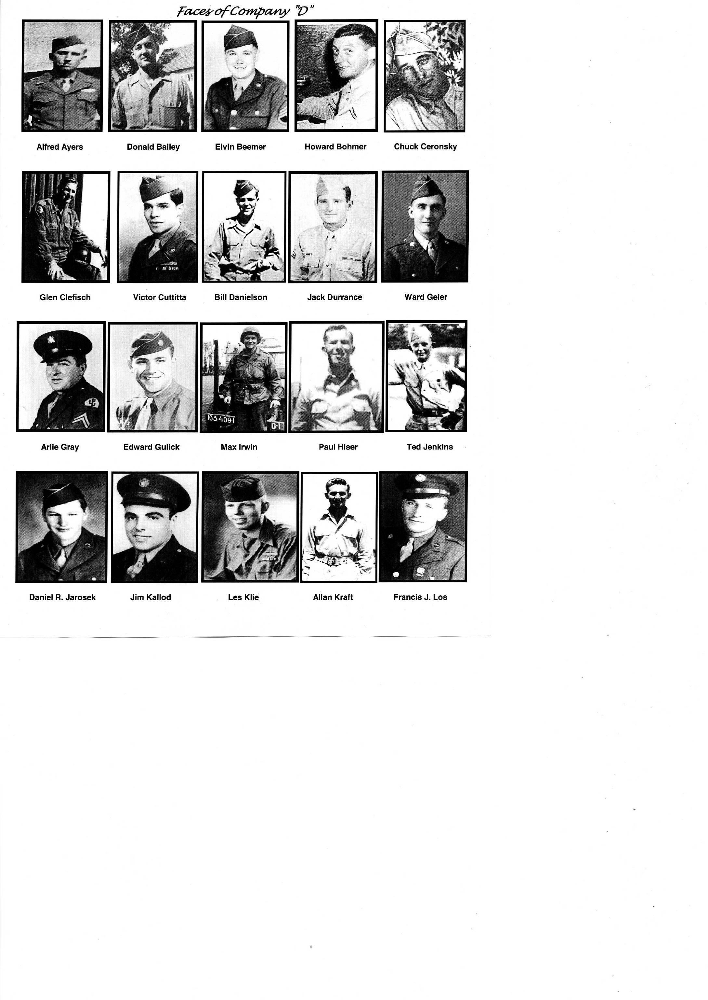 Faces of Company "D"
Alfred Ayers
Donald Bailey
Elvin Beemer
Howard Bohmer
Chuck Ceronsky
Glen Clefisch
Victor Cuttitta
Bill Danielson
Jack Durrance
Ward Geier
103-409-I
D-1
Arlie Gray
Edward Gulick
Max Irwin
Paul Hiser
Ted Jenkins
Daniel R. Jarosek
Jim Kallod
Les Klie
Allan Kraft
Francis J. Los